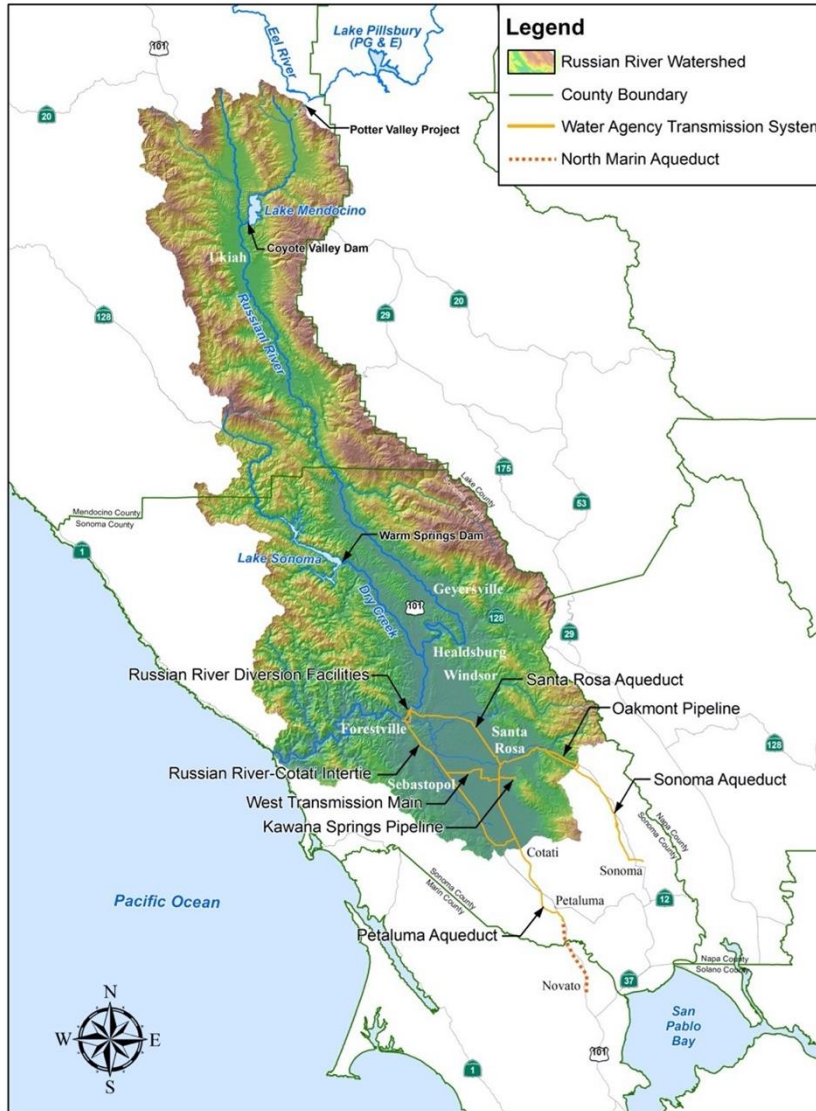 Legend
Russian River Watershed
County Boundary
Water Agency Transmission System
North Marin Aqueduct
101
Eel River
Lake Pillsbury
(PG & E)
20
Potter Valley Project
Lake Mendocino
Coyote Valley Dam
Ukiah
20
29
128
Russiani River
175
Lake County
53
Mendocino County
Sonoma County
1
Warm Springs Dam
Lake Sonoma
Dry Creek
Geyersville
101
128
29
Healdsburg
Windsor
Russian River Diversion Facilities
Santa Rosa Aqueduct
Oakmont Pipeline
Forestville
Santa
Rosa
128
Russian River-Cotati Intertie
Sebastopol
Sonoma Aqueduct
West Transmission Main
Kawana Springs Pipeline
Napa County
Sonoma County
Cotati
Sonoma
Sonoma County
Marin County
Pacific Ocean
Petaluma
12
Petaluma Aqueduct
Napa County
Solano County
Novato
37
San
Pablo
Bay
N
W
E
S
1
101